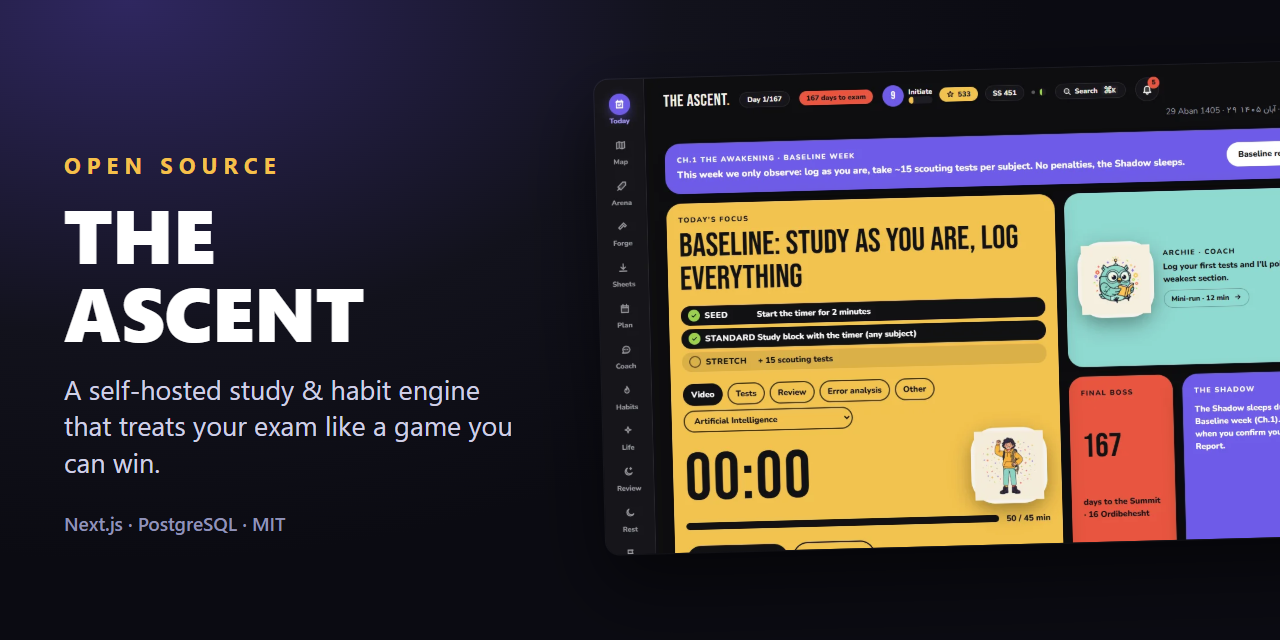 OPEN SOURCE
THE
ASCENT
A self-hosted study & habit engine
that treats your exam like a game you
can win.
Next.js · PostgreSQL · MIT
THE ASCENT.
Day 1/167
167 days to exam
9
Initiate
533
SS 451
Search ⌘K
29 Aban 1405 · ۲۹ آبان ۱۴۰۵
Today
Map
Arena
Forge
Sheets
Plan
Coach
Habits
Life
Review
Rest
CH.1 THE AWAKENING · BASELINE WEEK
This week we only observe: log as you are, take ~15 scouting tests per subject. No penalties, the Shadow sleeps.
Baseline
TODAY'S FOCUS
BASELINE: STUDY AS YOU ARE, LOG
EVERYTHING
SEED Start the timer for 2 minutes
STANDARD Study block with the timer (any subject)
STRETCH + 15 scouting tests
Video
Tests
Review
Error analysis
Other
Artificial Intelligence
00:00
50 / 45 min
ARCHIE · COACH
Log your first tests and I'll
weakest section.
Mini-run · 12 min →
FINAL BOSS
167
days to the Summit
· 16 Ordibehesht
THE SHADOW
The Shadow sleeps
Baseline week (Ch.1).
when you confirm
Report.